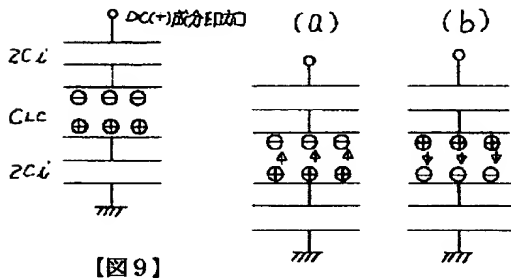 DC(+)成分印加
(a)
(b)
2Ci
CLC
2Ci
⊖ ⊖ ⊖
⊕ ⊕ ⊕
⊖ ⊖ ⊖
⊕ ⊕ ⊕
⊕ ⊕ ⊕
⊖ ⊖ ⊖
【図9】